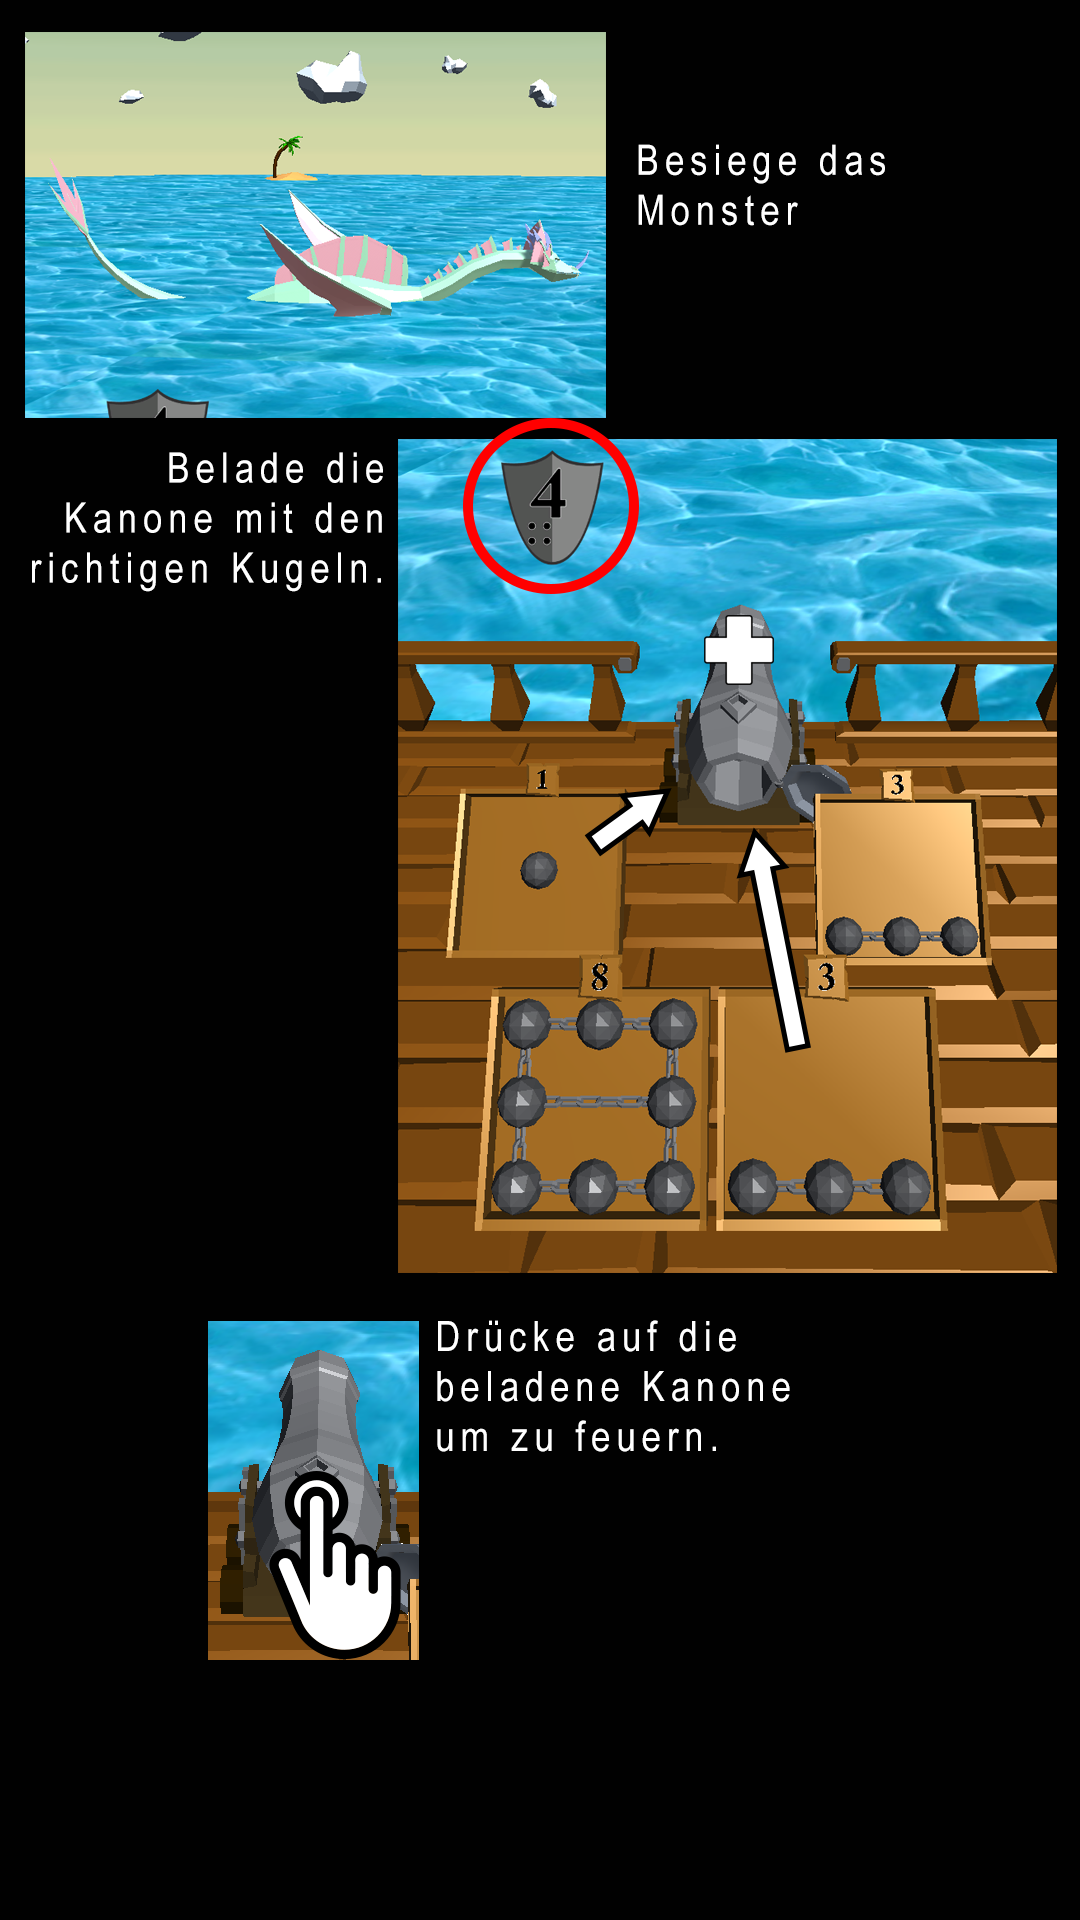 Besiege das
Monster
Belade die
Kanone mit den
richtigen Kugeln.
4
1
3
8
3
Drücke auf die
beladene Kanone
um zu feuern.